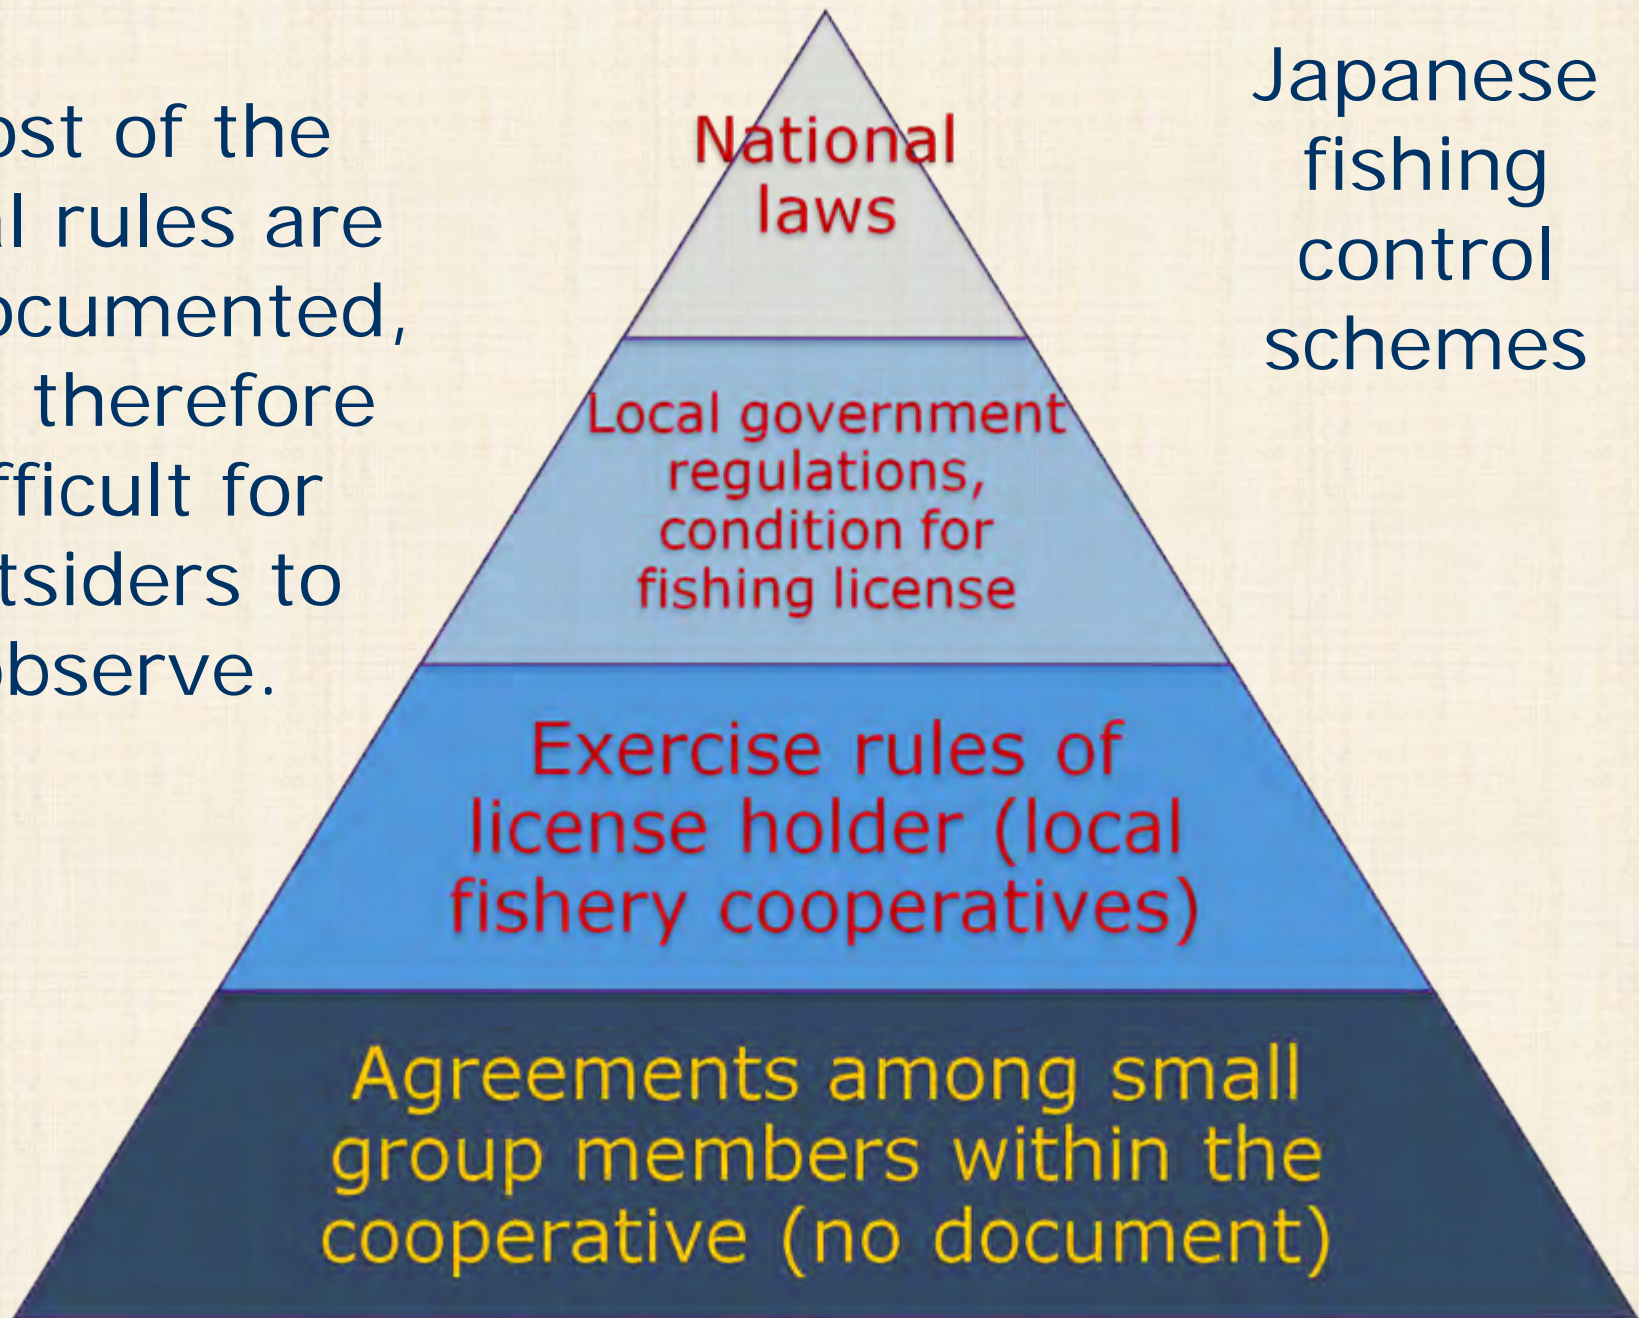 ost of the
al rules are
ocumented,
therefore
fficult for
tsiders to
observe.
National
laws
Local government
regulations,
condition for
fishing license
Exercise rules of
license holder (local
fishery cooperatives)
Agreements among small
group members within the
cooperative (no document)
Japanese
fishing
control
schemes